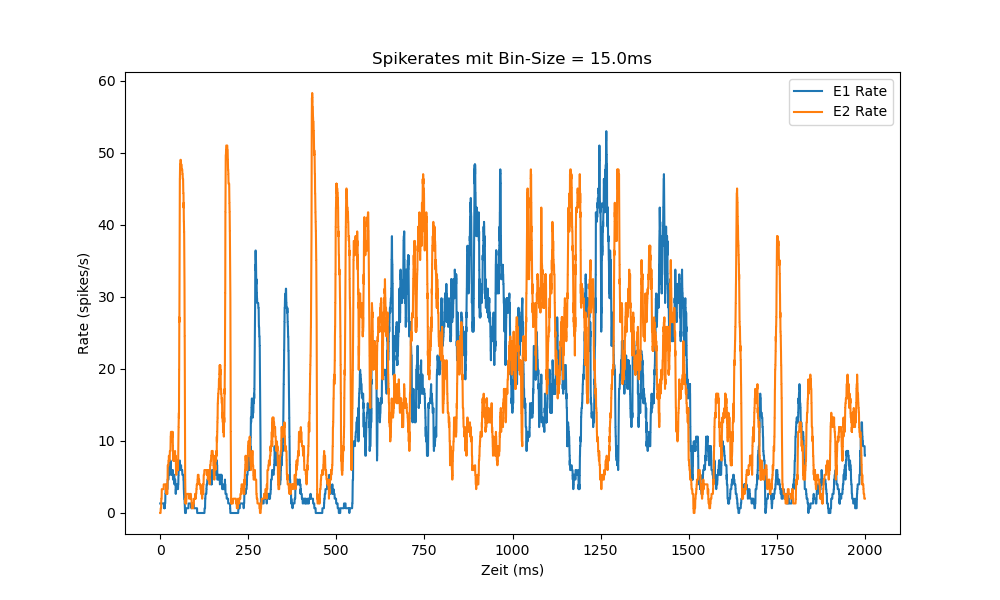 Spikerates mit Bin-Size = 15.0ms
E1 Rate
E2 Rate
60
50
40
30
20
10
0
Rate (spikes/s)
0 250 500 750 1000 1250 1500 1750 2000
Zeit (ms)